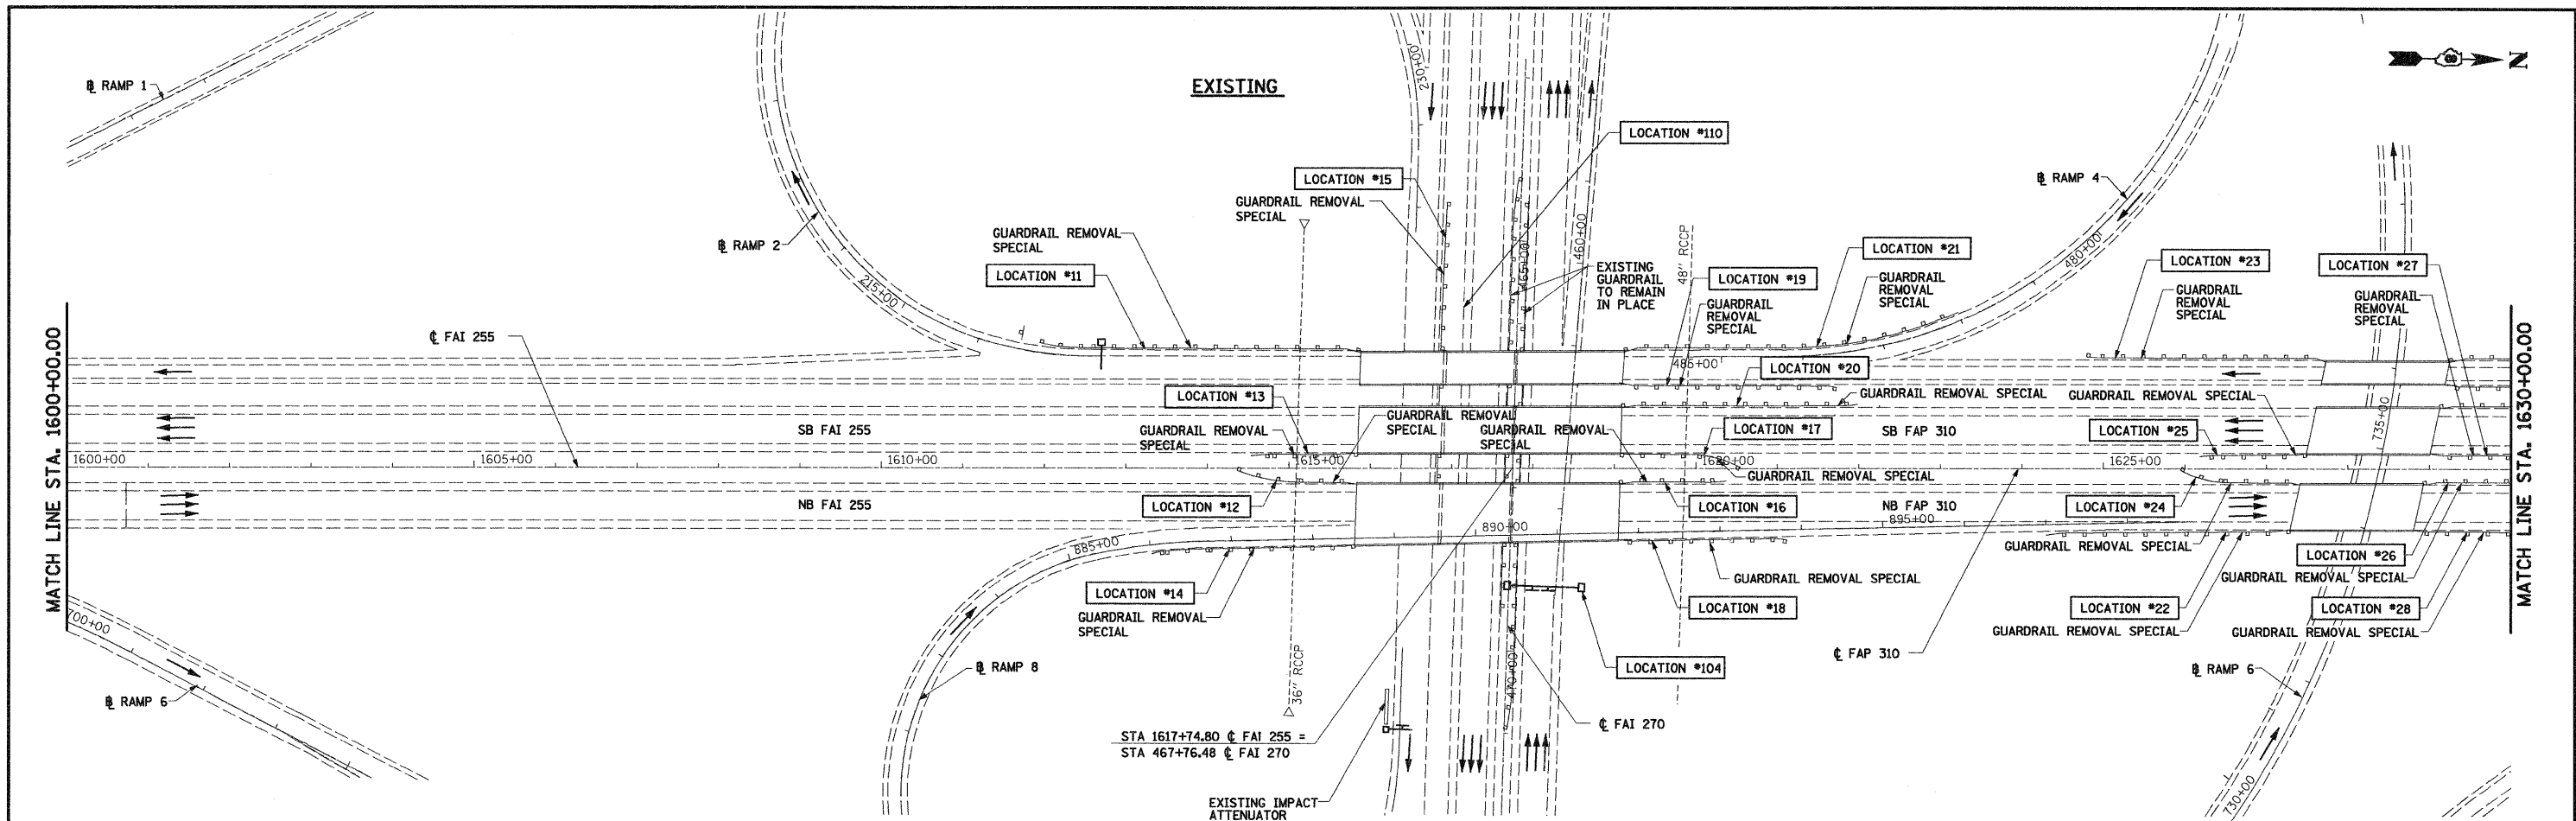 EXISTING
N
℄ RAMP 1
230+00
LOCATION #110
LOCATION #15
GUARDRAIL REMOVAL
SPECIAL
℄ RAMP 4
℄ RAMP 2
GUARDRAIL REMOVAL
SPECIAL
LOCATION #11
215+00
465+00
460+00
48" RCCP
EXISTING
GUARDRAIL
TO REMAIN
IN PLACE
LOCATION #19
GUARDRAIL
REMOVAL
SPECIAL
LOCATION #21
GUARDRAIL
REMOVAL
SPECIAL
480+00
LOCATION #23
GUARDRAIL
REMOVAL
SPECIAL
LOCATION #27
GUARDRAIL
REMOVAL
SPECIAL
MATCH LINE STA. 1600+00.00
MATCH LINE STA. 1630+00.00
℄ FAI 255
485+00
LOCATION #20
GUARDRAIL REMOVAL SPECIAL
GUARDRAIL REMOVAL SPECIAL
LOCATION #13
GUARDRAIL REMOVAL
SPECIAL
GUARDRAIL REMOVAL
SPECIAL
GUARDRAIL REMOVAL
SPECIAL
SB FAI 255
LOCATION #17
SB FAP 310
LOCATION #25
735+00
1600+00
1605+00
1610+00
1615+00
1620+00
1625+00
GUARDRAIL REMOVAL SPECIAL
NB FAI 255
LOCATION #12
LOCATION #16
NB FAP 310
LOCATION #24
885+00
890+00
895+00
GUARDRAIL REMOVAL SPECIAL
LOCATION #26
GUARDRAIL REMOVAL SPECIAL
GUARDRAIL REMOVAL SPECIAL
LOCATION #14
GUARDRAIL REMOVAL
SPECIAL
LOCATION #18
LOCATION #22
GUARDRAIL REMOVAL SPECIAL
LOCATION #28
GUARDRAIL REMOVAL SPECIAL
700+00
℄ RAMP 6
℄ RAMP 8
36" RCCP
470+00
LOCATION #104
℄ FAP 310
℄ RAMP 6
STA 1617+74.80 ℄ FAI 255 =
STA 467+76.48 ℄ FAI 270
℄ FAI 270
EXISTING IMPACT
ATTENUATOR
730+00